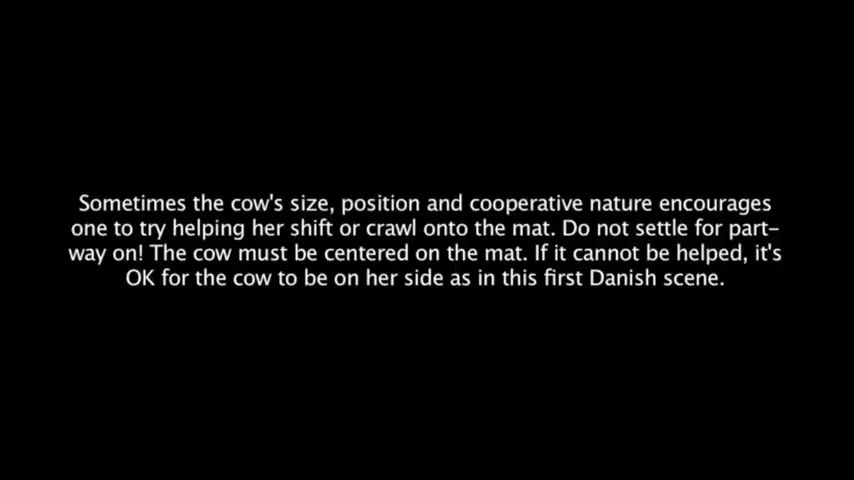 Sometimes the cow's size, position and cooperative nature encourages
one to try helping her shift or crawl onto the mat. Do not settle for part-
way on! The cow must be centered on the mat. If it cannot be helped, it's
OK for the cow to be on her side as in this first Danish scene.